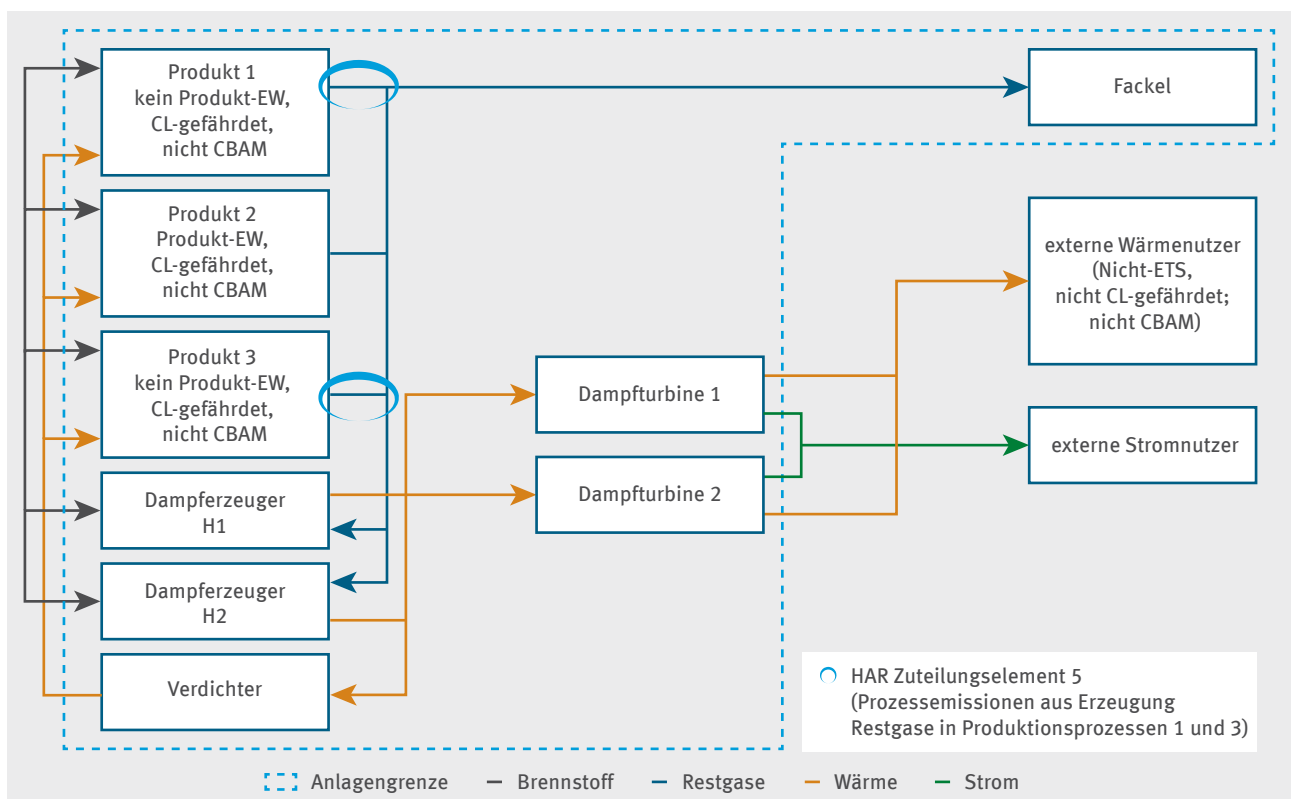 Produkt 1
kein Produkt-EW,
CL-gefährdet,
nicht CBAM
Fackel
Produkt 2
Produkt-EW,
CL-gefährdet,
nicht CBAM
externe Wärmenutzer
(Nicht-ETS,
nicht CL-gefährdet;
nicht CBAM)
Produkt 3
kein Produkt-EW,
CL-gefährdet,
nicht CBAM
Dampfturbine 1
externe Stromnutzer
Dampfturbine 2
Dampferzeuger
H1
Dampferzeuger
H2
Verdichter
HAR Zuteilungselement 5
(Prozessemissionen aus Erzeugung
Restgase in Produktionsprozessen 1 und 3)
Anlagengrenze
Brennstoff
Restgase
Wärme
Strom